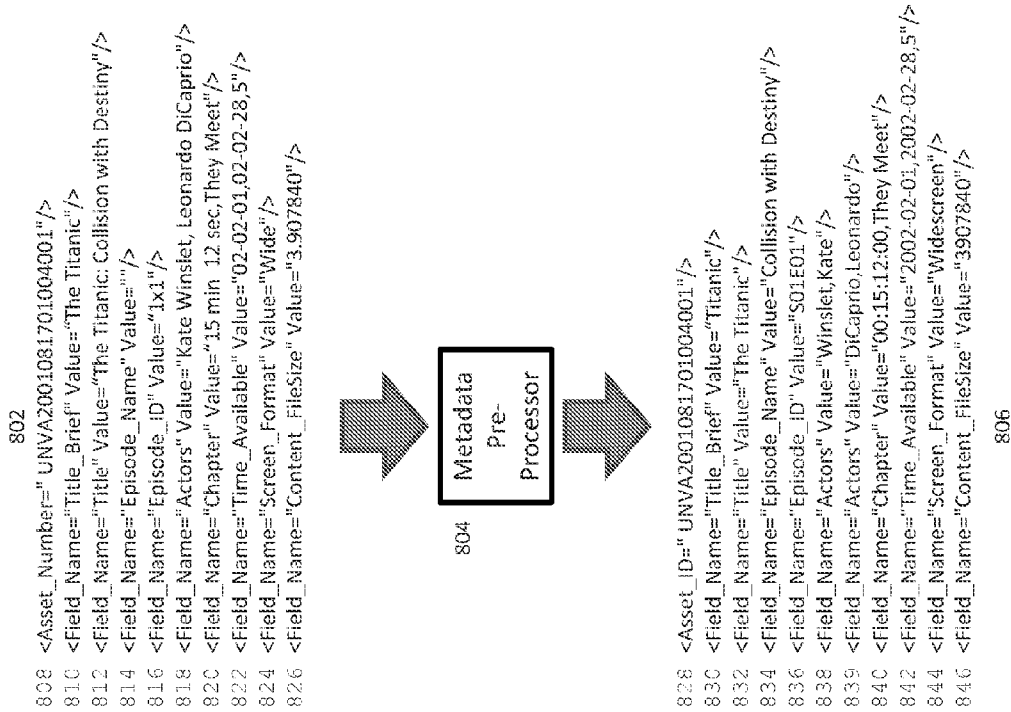 802
808 <Asset_Number=" UNVA2001081701004001"/>
810 <Field_Name="Title_Brief" Value="The Titanic"/>
812 <Field_Name="Title" Value="The Titanic: Collision with Destiny"/>
814 <Field_Name="Episode_Name" Value=""/>
816 <Field_Name="Episode_ID" Value="1x1"/>
818 <Field_Name="Actors" Value="Kate Winslet, Leonardo DiCaprio"/>
820 <Field_Name="Chapter" Value="15 min 12 sec,They Meet"/>
822 <Field_Name="Time_Available" Value="02-02-01,02-02-28,5"/>
824 <Field_Name="Screen_Format" Value="Wide"/>
826 <Field_Name="Content_FileSize" Value="3.907840"/>
804
Metadata
Pre-
Processor
828 <Asset_ID=" UNVA2001081701004001"/>
830 <Field_Name="Title_Brief" Value="Titanic"/>
832 <Field_Name="Title" Value="The Titanic"/>
834 <Field_Name="Episode_Name" Value="Collision with Destiny"/>
836 <Field_Name="Episode_ID" Value="S01E01"/>
838 <Field_Name="Actors" Value="Winslet,Kate"/>
839 <Field_Name="Actors" Value="DiCaprio,Leonardo"/>
840 <Field_Name="Chapter" Value="00:15:12:00,They Meet"/>
842 <Field_Name="Time_Available" Value="2002-02-01,2002-02-28,5"/>
844 <Field_Name="Screen_Format" Value="Widescreen"/>
846 <Field_Name="Content_FileSize" Value="3907840"/>
806